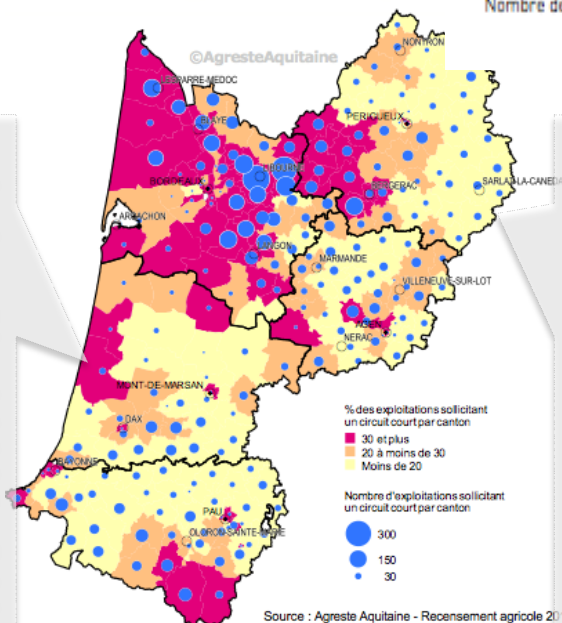 Nombre de
©AgresteAquitaine
NONTRON
LESPARRE-MEDOC
BLAYE
PERIGUEUX
LIBOURNE
BORDEAUX
BERGERAC
SARLAT-LA-CANEDA
ARCACHON
LANGON
MARMANDE
VILLENEUVE-SUR-LOT
AGEN
NERAC
MONT-DE-MARSAN
DAX
BAYONNE
PAU
OLORON-SAINTE-MARIE
% des exploitations sollicitant
un circuit court par canton
30 et plus
20 à moins de 30
Moins de 20
Nombre d'exploitations sollicitant
un circuit court par canton
300
150
30
Source : Agreste Aquitaine - Recensement agricole 201